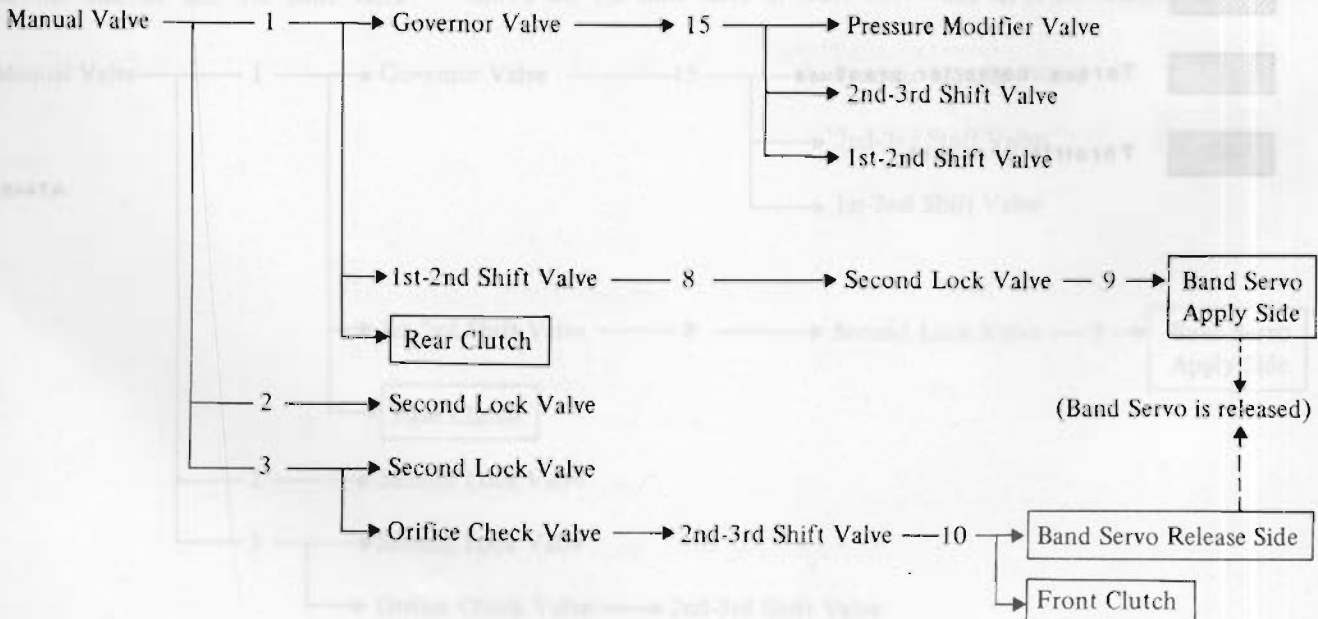 Manual Valve 1 Governor Valve 15 Pressure Modifier Valve
2nd-3rd Shift Valve
1st-2nd Shift Valve
1st-2nd Shift Valve 8 Second Lock Valve 9 Band Servo
Apply Side
Rear Clutch
2 Second Lock Valve
(Band Servo is released)
3 Second Lock Valve
Orifice Check Valve 2nd-3rd Shift Valve 10 Band Servo Release Side
Front Clutch